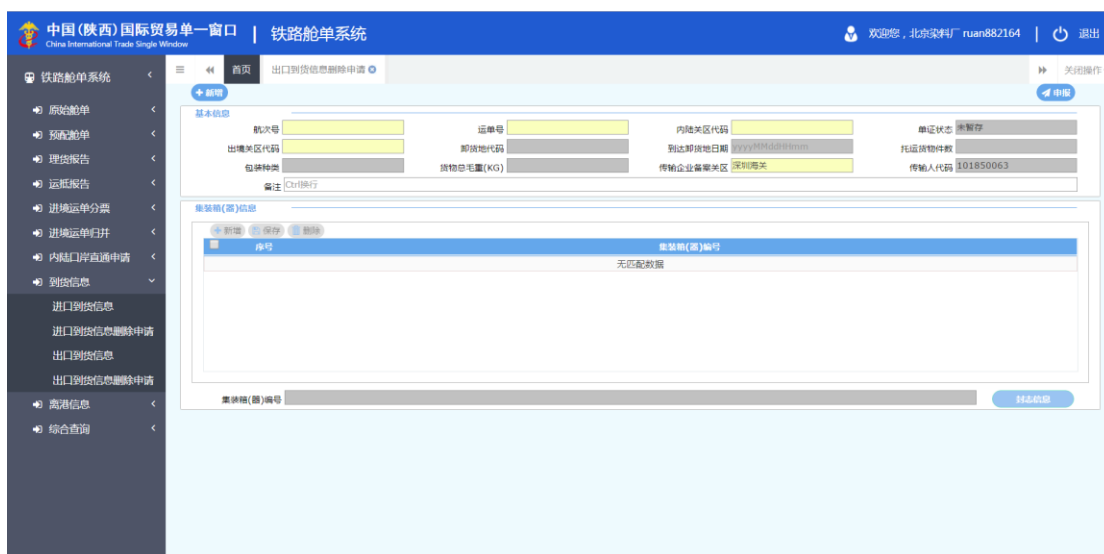 中国(陕西)国际贸易单一窗口 | 铁路舱单系统
China International Trade Single Window
欢迎您，北京染料厂 ruan882164 | 退出
铁路舱单系统
首页 出口到货信息删除申请 关闭操作
原始舱单
预配舱单
理货报告
运抵报告
进境运单分票
进境运单归并
内陆口岸直通申请
到货信息
进口到货信息
进口到货信息删除申请
出口到货信息
出口到货信息删除申请
离港信息
综合查询
新增 申报
基本信息
航次号 运单号 内陆关区代码 单证状态 未暂存
出境关区代码 卸货地代码 到达卸货地日期 yyyyMMddHHmm 托运货物件数
包装种类 货物总毛重(KG) 传输企业备案关区 深圳海关 传输人代码 101850063
备注 Ctrl换行
集装箱(器)信息
新增 保存 删除
序号 集装箱(器)编号
无匹配数据
集装箱(器)编号 封志信息